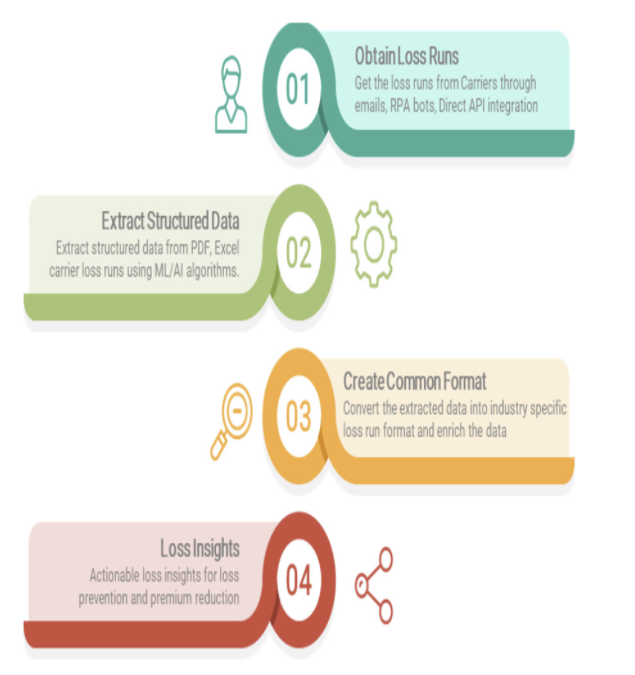 01
Obtain Loss Runs
Get the loss runs from Carriers through
emails, RPA bots, Direct API integration
02
Extract Structured Data
Extract structured data from PDF, Excel
carrier loss runs using ML/AI algorithms.
03
Create Common Format
Convert the extracted data into industry specific
loss run format and enrich the data
04
Loss Insights
Actionable loss insights for loss
prevention and premium reduction